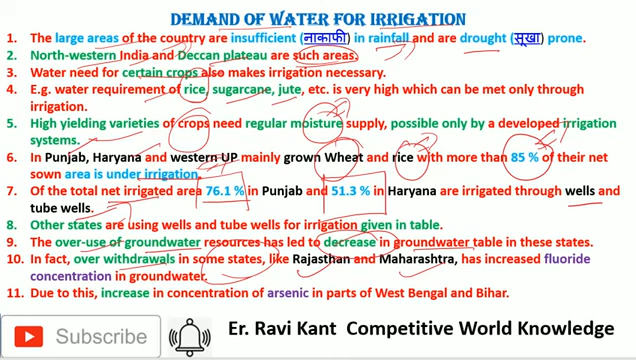 DEMAND OF WATER FOR IRRIGATION
1. The large areas of the country are insufficient (नाकाफी) in rainfall and are drought (सूखा) prone.
2. North-western India and Deccan plateau are such areas.
3. Water need for certain crops also makes irrigation necessary.
4. E.g. water requirement of rice, sugarcane, jute, etc. is very high which can be met only through
irrigation.
5. High yielding varieties of crops need regular moisture supply, possible only by a developed irrigation
systems.
6. In Punjab, Haryana and western UP mainly grown Wheat and rice with more than 85 % of their net
sown area is under irrigation.
7. Of the total net irrigated area 76.1 % in Punjab and 51.3 % in Haryana are irrigated through wells and
tube wells.
8. Other states are using wells and tube wells for irrigation given in table.
9. The over-use of groundwater resources has led to decrease in groundwater table in these states.
10. In fact, over withdrawals in some states, like Rajasthan and Maharashtra, has increased fluoride
concentration in groundwater.
11. Due to this, increase in concentration of arsenic in parts of West Bengal and Bihar.
Subscribe
Er. Ravi Kant Competitive World Knowledge